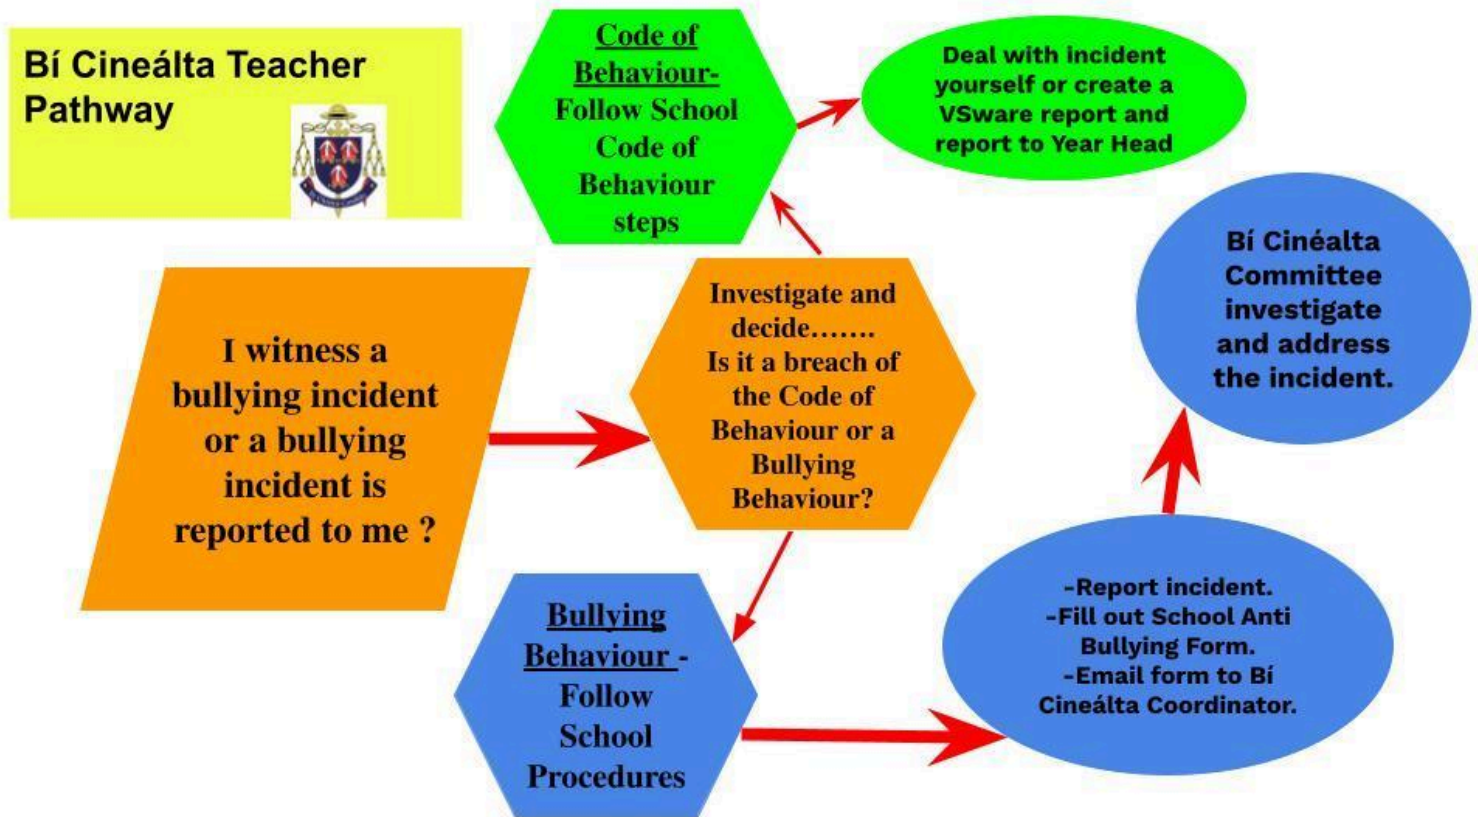 Bí Cineálta Teacher
Pathway
Code of
Behaviour-
Follow School
Code of
Behaviour
steps
Deal with incident
yourself or create a
VSware report and
report to Year Head
I witness a
bullying incident
or a bullying
incident is
reported to me ?
Investigate and
decide…….
Is it a breach of
the Code of
Behaviour or a
Bullying
Behaviour?
Bullying
Behaviour -
Follow
School
Procedures
-Report incident.
-Fill out School Anti
Bullying Form.
-Email form to Bí
Cineálta Coordinator.
Bí Cinéalta
Committee
investigate
and address
the incident.